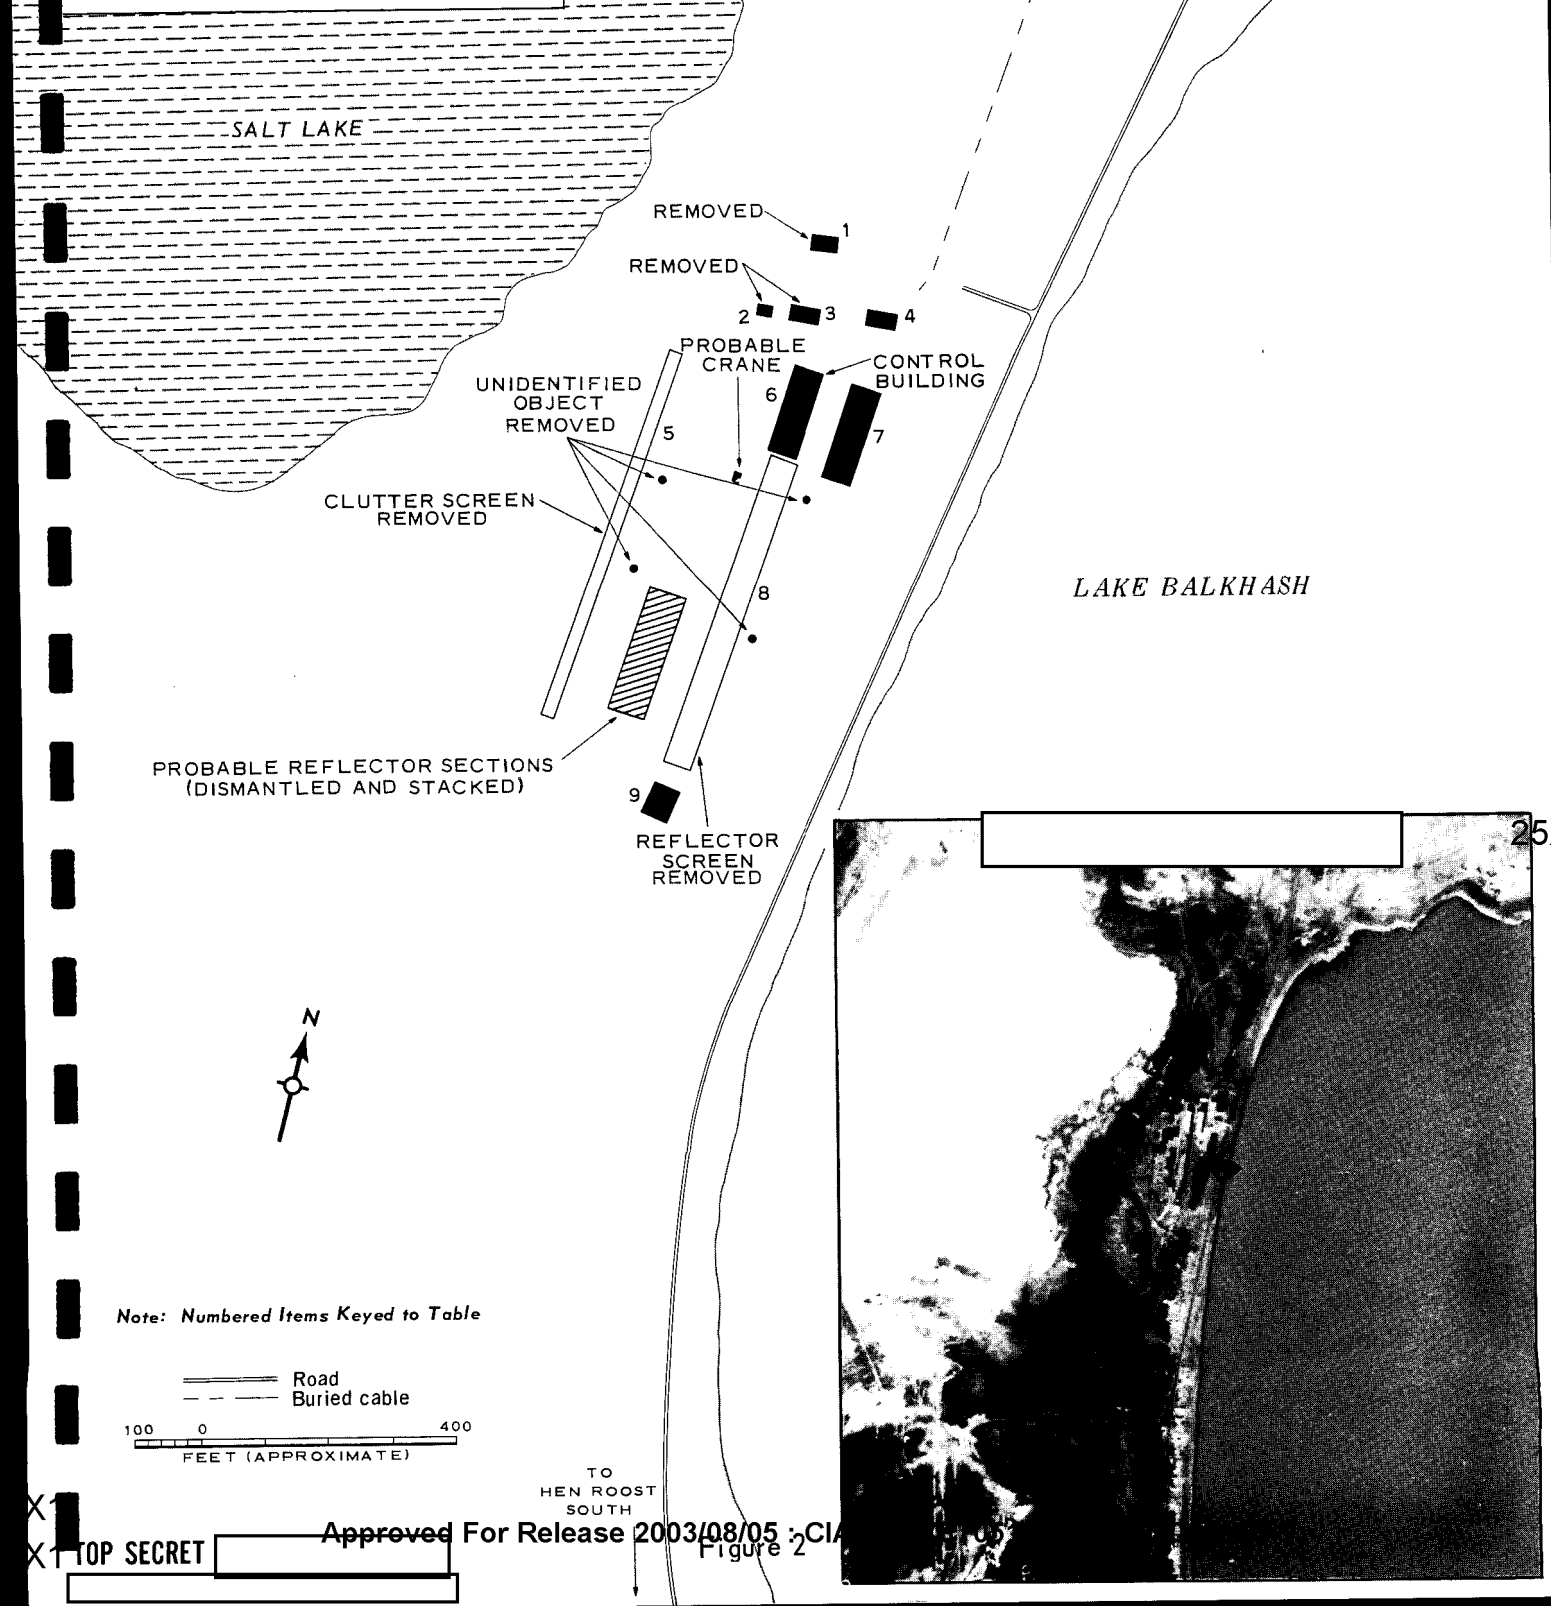 SALT LAKE
REMOVED
1
REMOVED
2
3
4
PROBABLE
CRANE
CONTROL
BUILDING
UNIDENTIFIED
OBJECT
REMOVED
6
5
7
CLUTTER SCREEN
REMOVED
LAKE BALKHASH
8
PROBABLE REFLECTOR SECTIONS
(DISMANTLED AND STACKED)
9
REFLECTOR
SCREEN
REMOVED
25
N
Note: Numbered Items Keyed to Table
Road
Buried cable
100 0 400
FEET (APPROXIMATE)
TO
HEN ROOST
SOUTH
X1
Approved For Release 2003/08/05 : CIA
Figure 2
X1
TOP SECRET